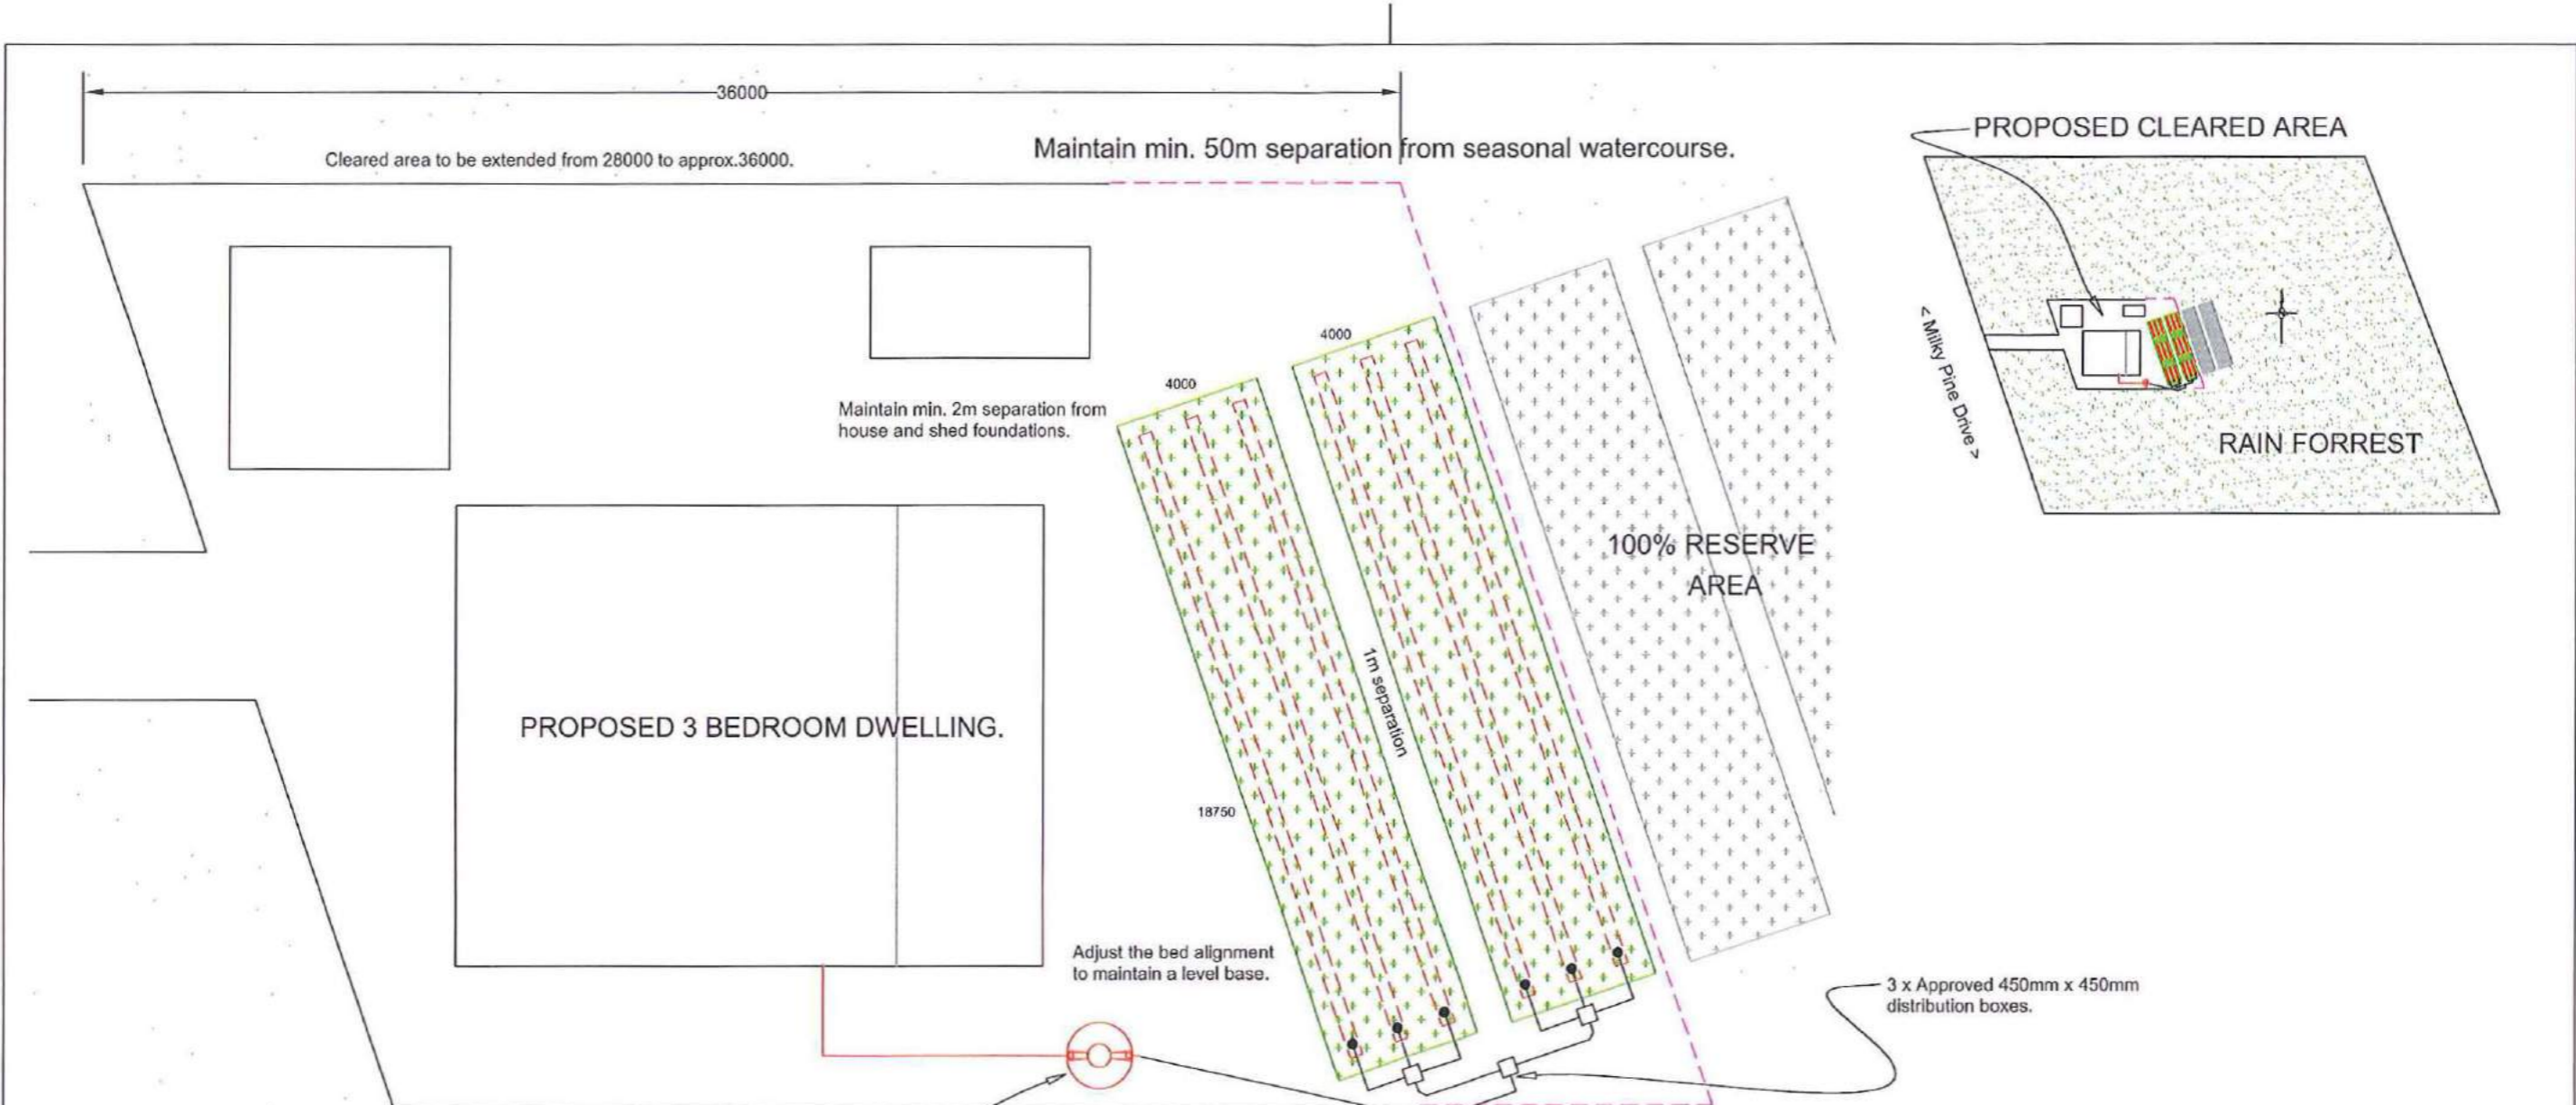 36000
Cleared area to be extended from 28000 to approx.36000.
Maintain min. 50m separation from seasonal watercourse.
PROPOSED CLEARED AREA
4000
4000
Maintain min. 2m separation from
house and shed foundations.
< Milky Pine Drive >
RAIN FORREST
100% RESERVE
AREA
1m separation
PROPOSED 3 BEDROOM DWELLING.
18750
Adjust the bed alignment
to maintain a level base.
3 x Approved 450mm x 450mm
distribution boxes.